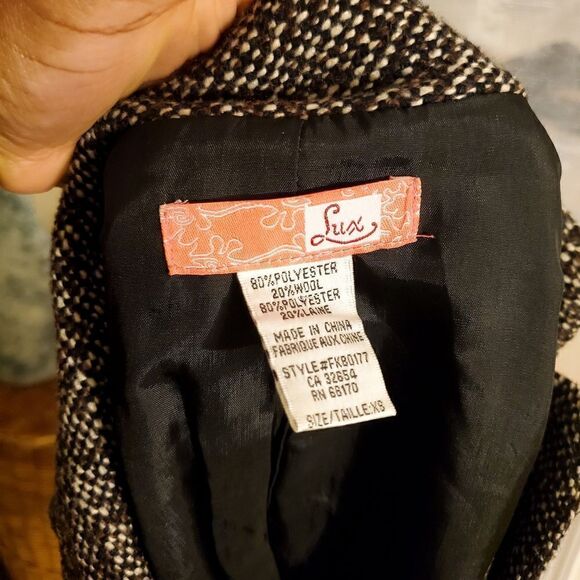 Lux
80%POLYESTER
20%WOOL
80%POLYESTER
20%LAINE
MADE IN CHINA
FABRIQUE AUX CHINE
STYLE#FK80177
CA 32654
RN 66170
SIZE/TAILLE:XS